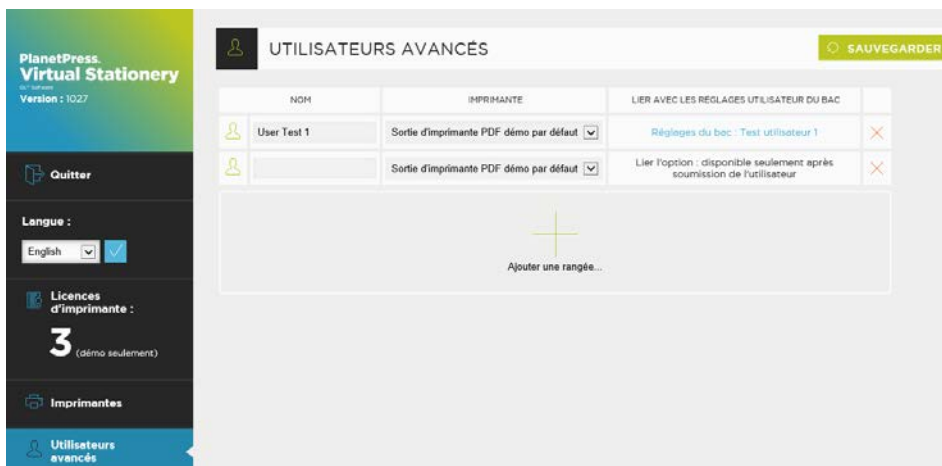 PlanetPress.
Virtual Stationery
Version : 1027
Quitter
Langue :
English
Licences
d'imprimante :
3 (démo seulement)
Imprimantes
Utilisateurs
avancés
UTILISATEURS AVANCÉS
SAUVEGARDER
NOM
IMPRIMANTE
LIER AVEC LES RÉGLAGES UTILISATEUR DU BAC
User Test 1
Sortie d'imprimante PDF démo par défaut
Réglages du bac : Test utilisateur 1
Sortie d'imprimante PDF démo par défaut
Lier l'option : disponible seulement après
soumission de l'utilisateur
Ajouter une rangée...